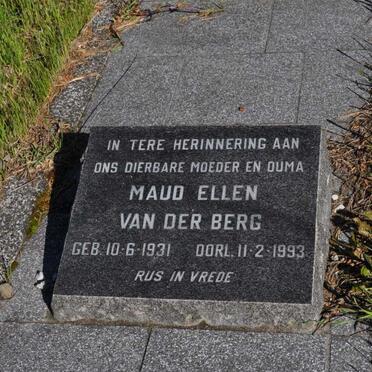 IN TERE HERINNERING AAN
ONS DIERBARE MOEDER EN OUMA
MAUD ELLEN
VAN DER BERG
GEB. 10·6·1931 OORL. 11·2·1993
RUS IN VREDE